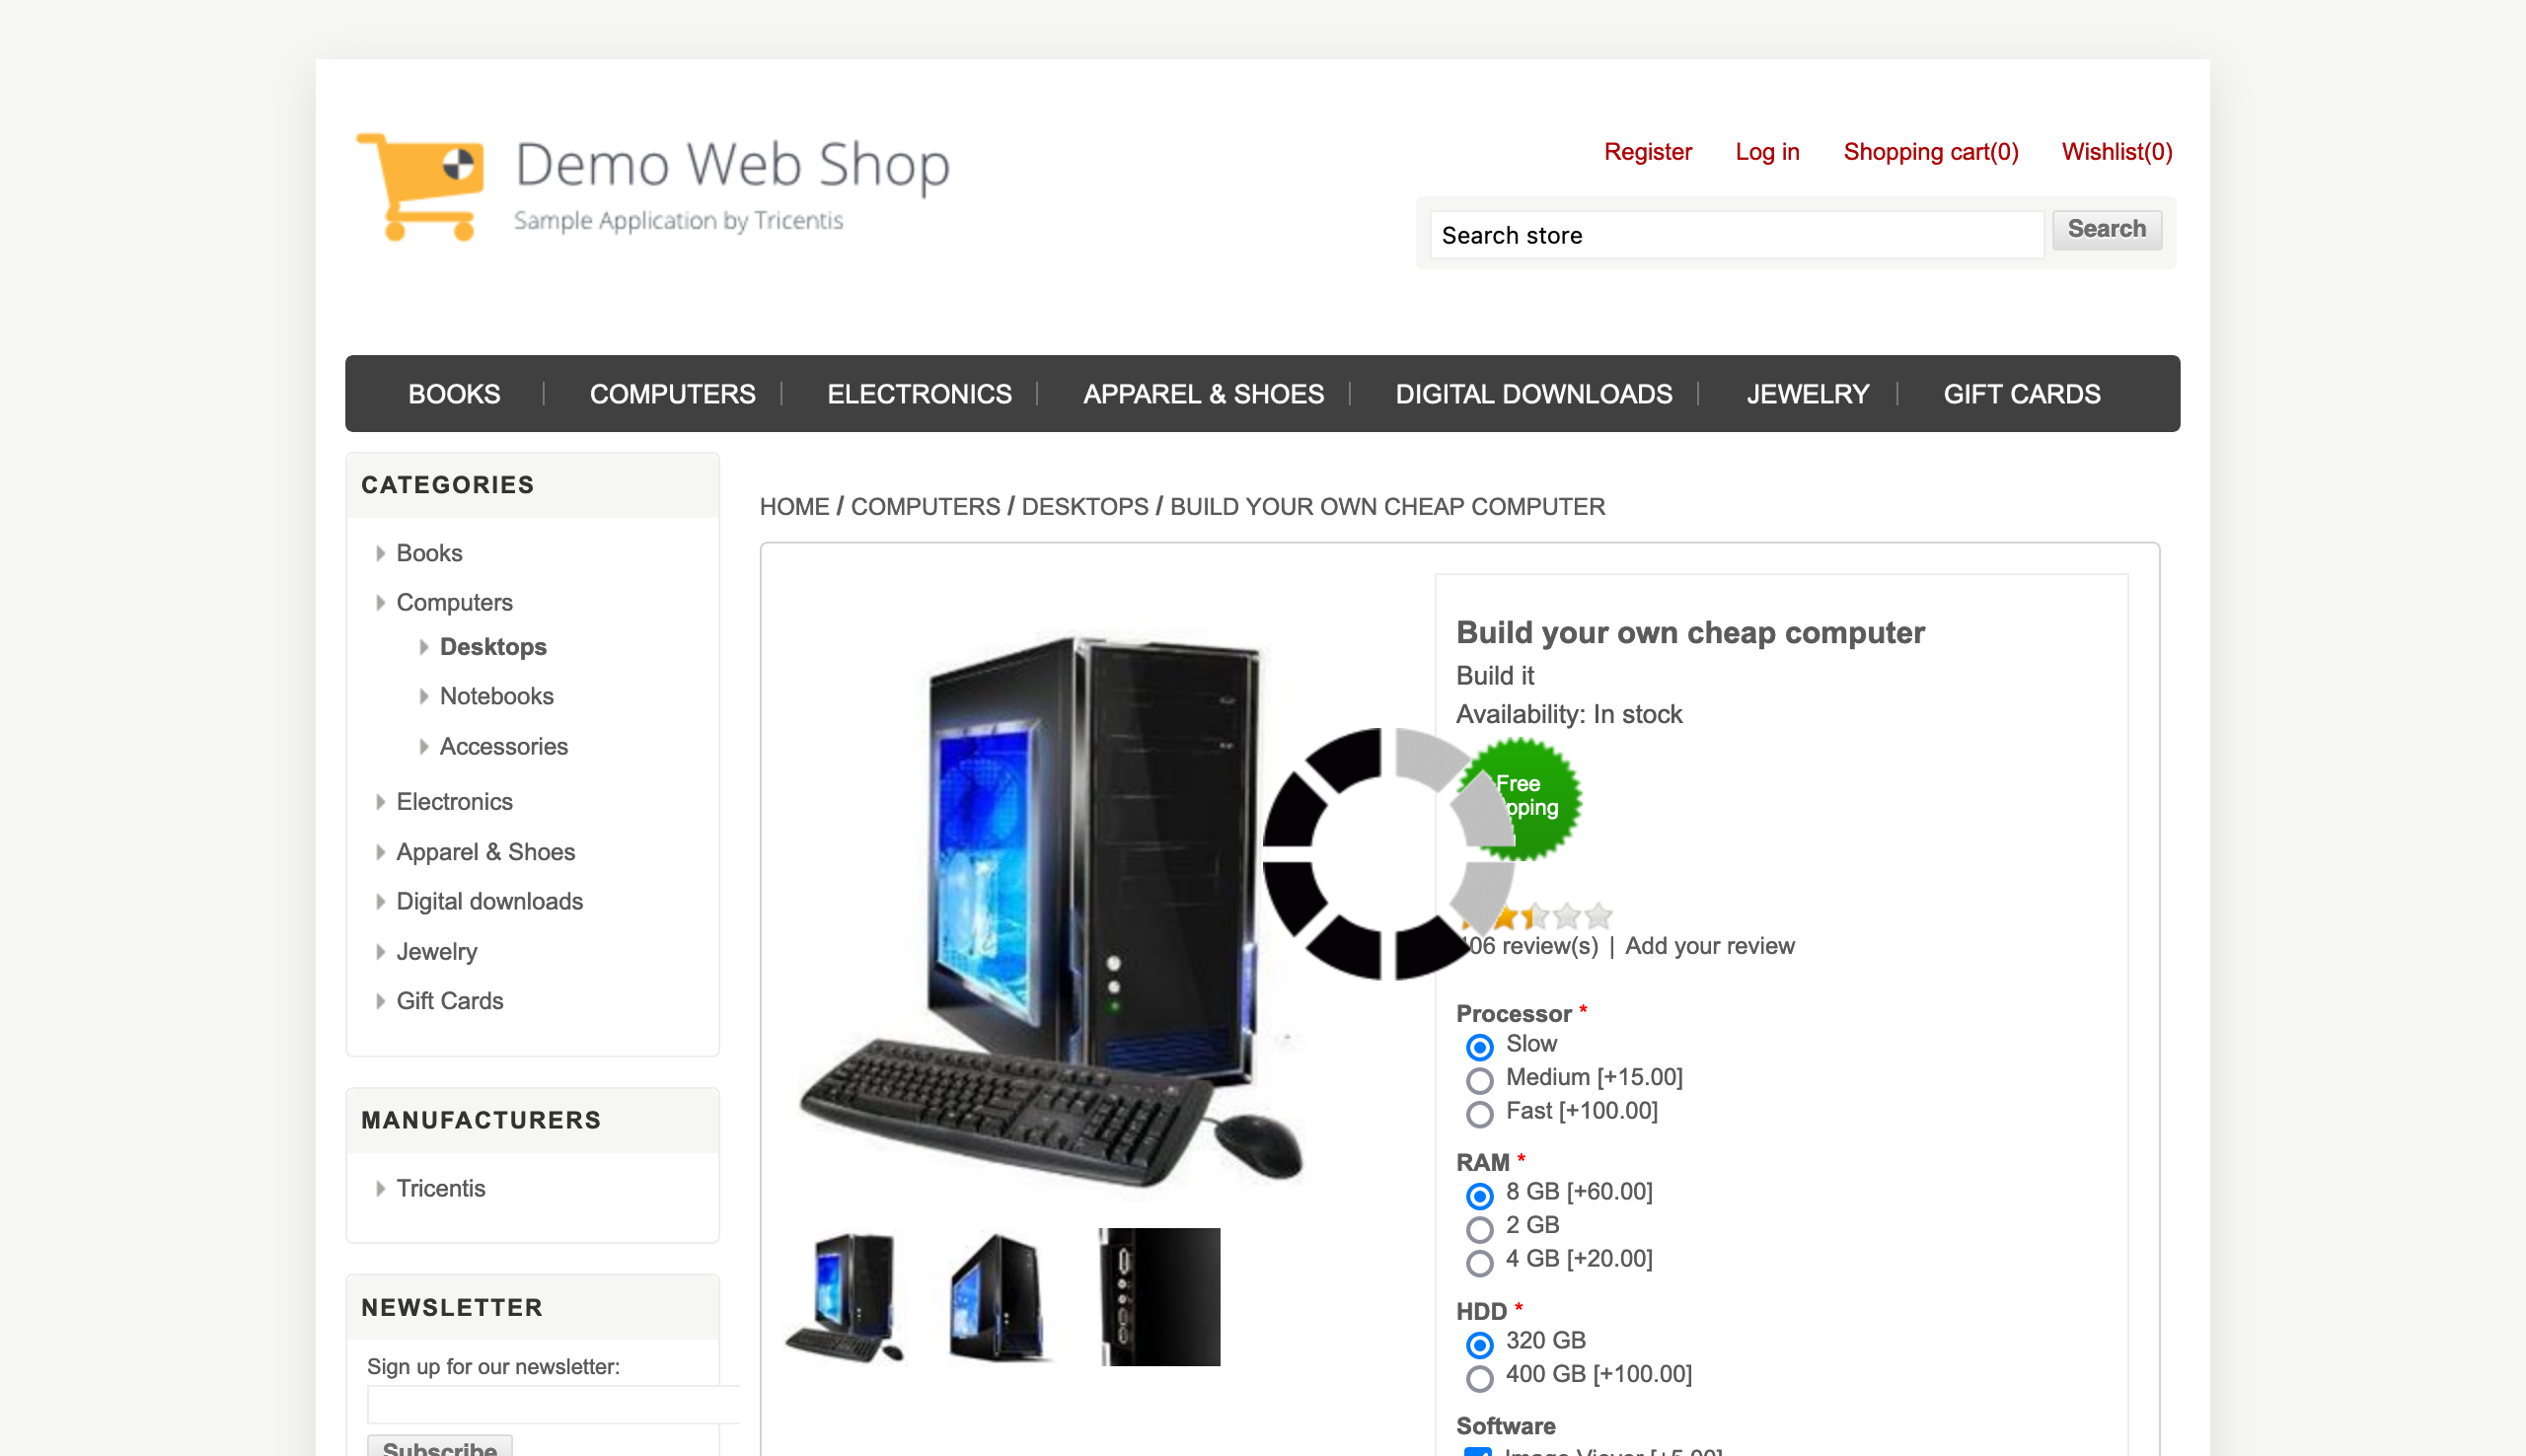 Demo Web Shop
Sample Application by Tricentis
Register Log in Shopping cart(0) Wishlist(0)
Search store Search
BOOKS COMPUTERS ELECTRONICS APPAREL & SHOES DIGITAL DOWNLOADS JEWELRY GIFT CARDS
CATEGORIES
Books
Computers
Desktops
Notebooks
Accessories
Electronics
Apparel & Shoes
Digital downloads
Jewelry
Gift Cards
MANUFACTURERS
Tricentis
NEWSLETTER
Sign up for our newsletter:
Subscribe
HOME / COMPUTERS / DESKTOPS / BUILD YOUR OWN CHEAP COMPUTER
Build your own cheap computer
Build it
Availability: In stock
Free
review(s) | Add your review
Processor *
Slow
Medium [+15.00]
Fast [+100.00]
RAM *
8 GB [+60.00]
2 GB
4 GB [+20.00]
HDD *
320 GB
400 GB [+100.00]
Software
Image Viewer [+5.00]